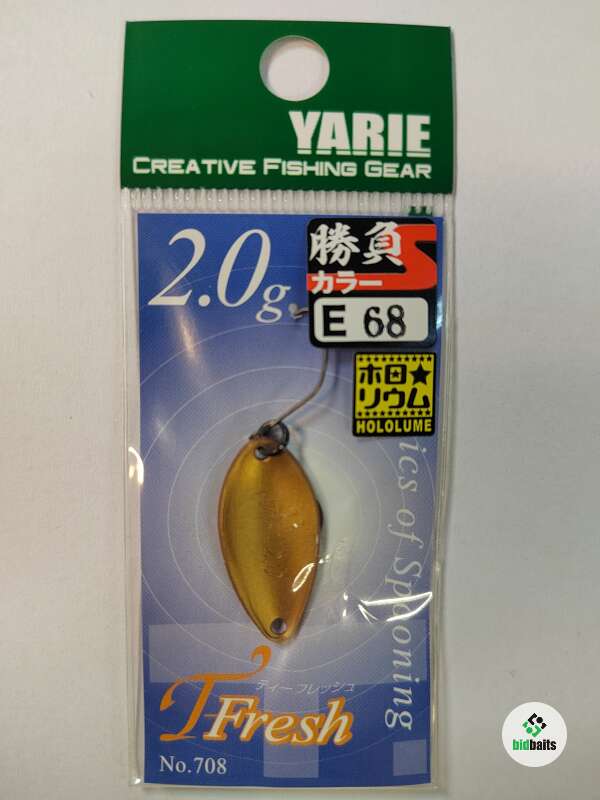 YARIE
CREATIVE FISHING GEAR
2.0g
勝負S
カラー
E 68
ホロ★
リウム
HOLOLUME
ics of Spooning
T'Fresh
ティーフレッシュ
No.708
bidbaits